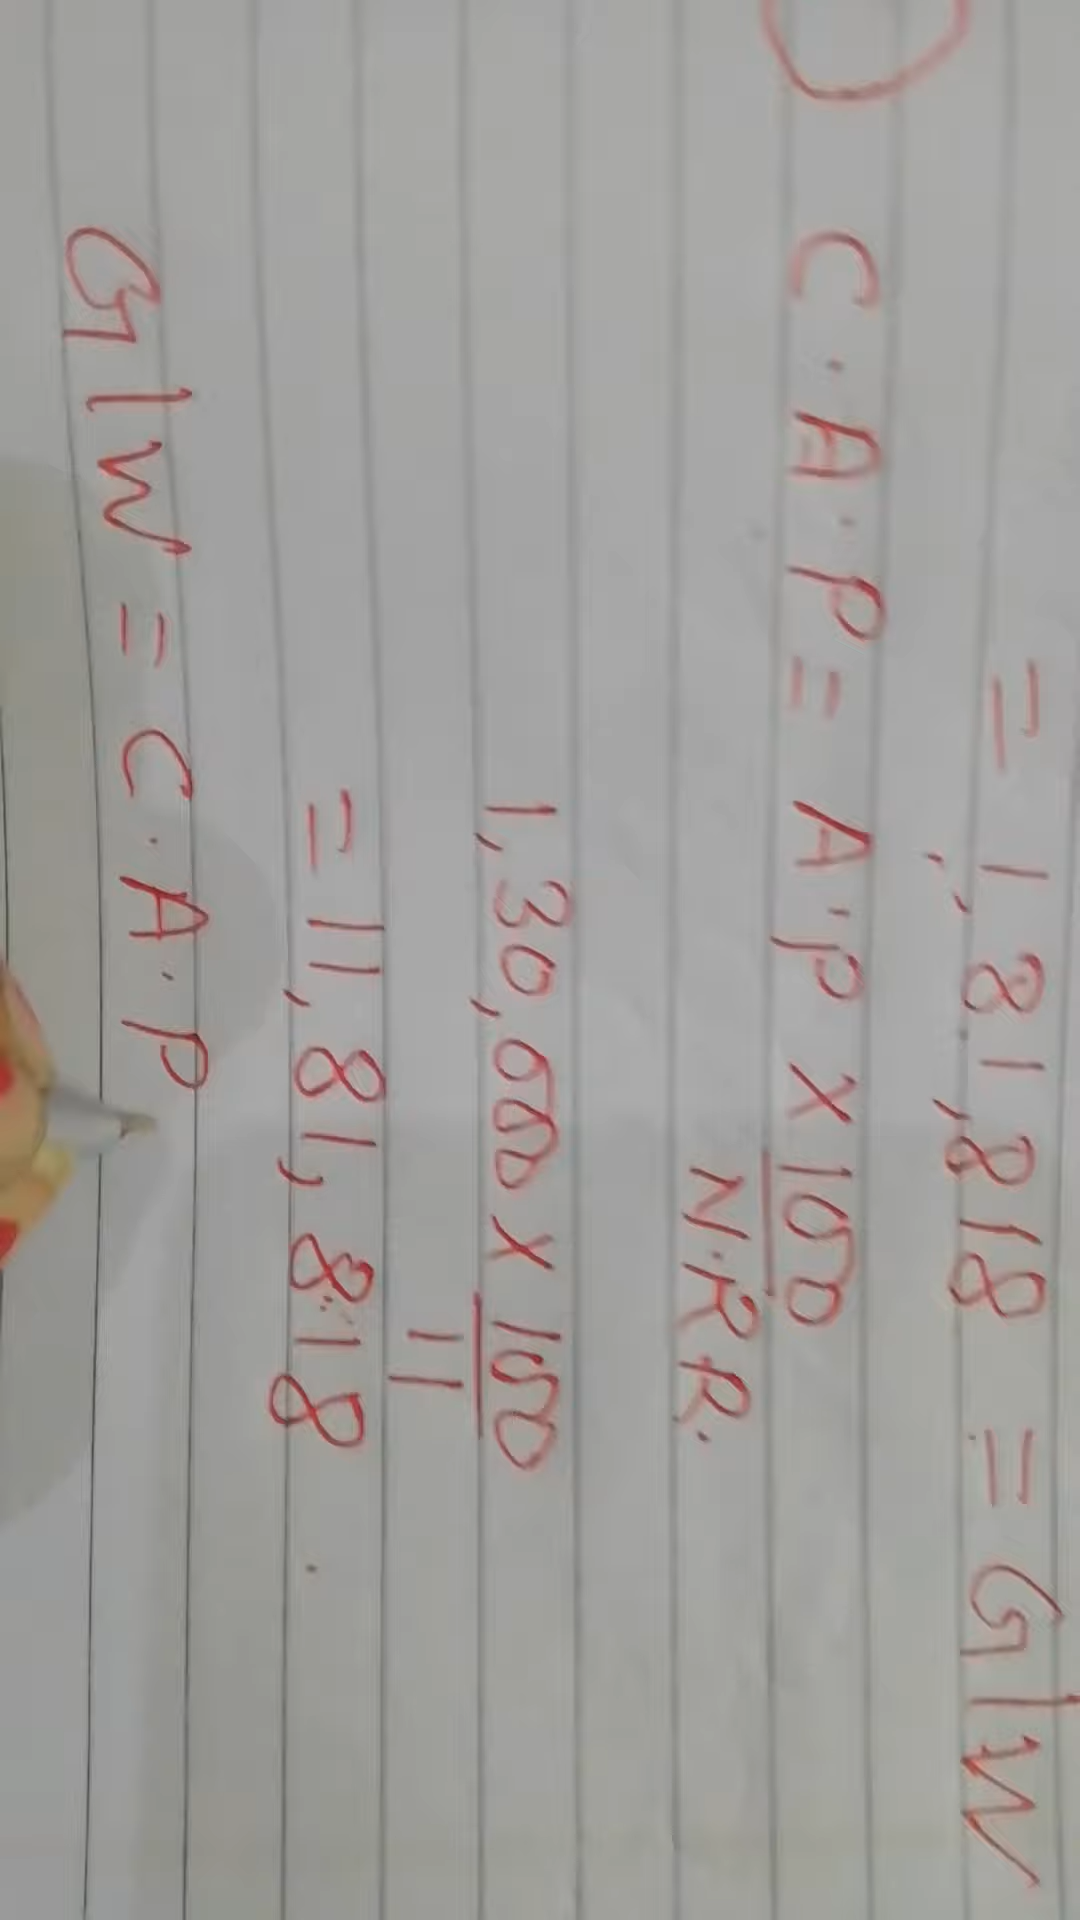 = 1,81,818 = G/W
C.A.P = A.P x 100
N.R.R.
1,30,000 x 100
11
= 11,81,818
G/W = C.A.P